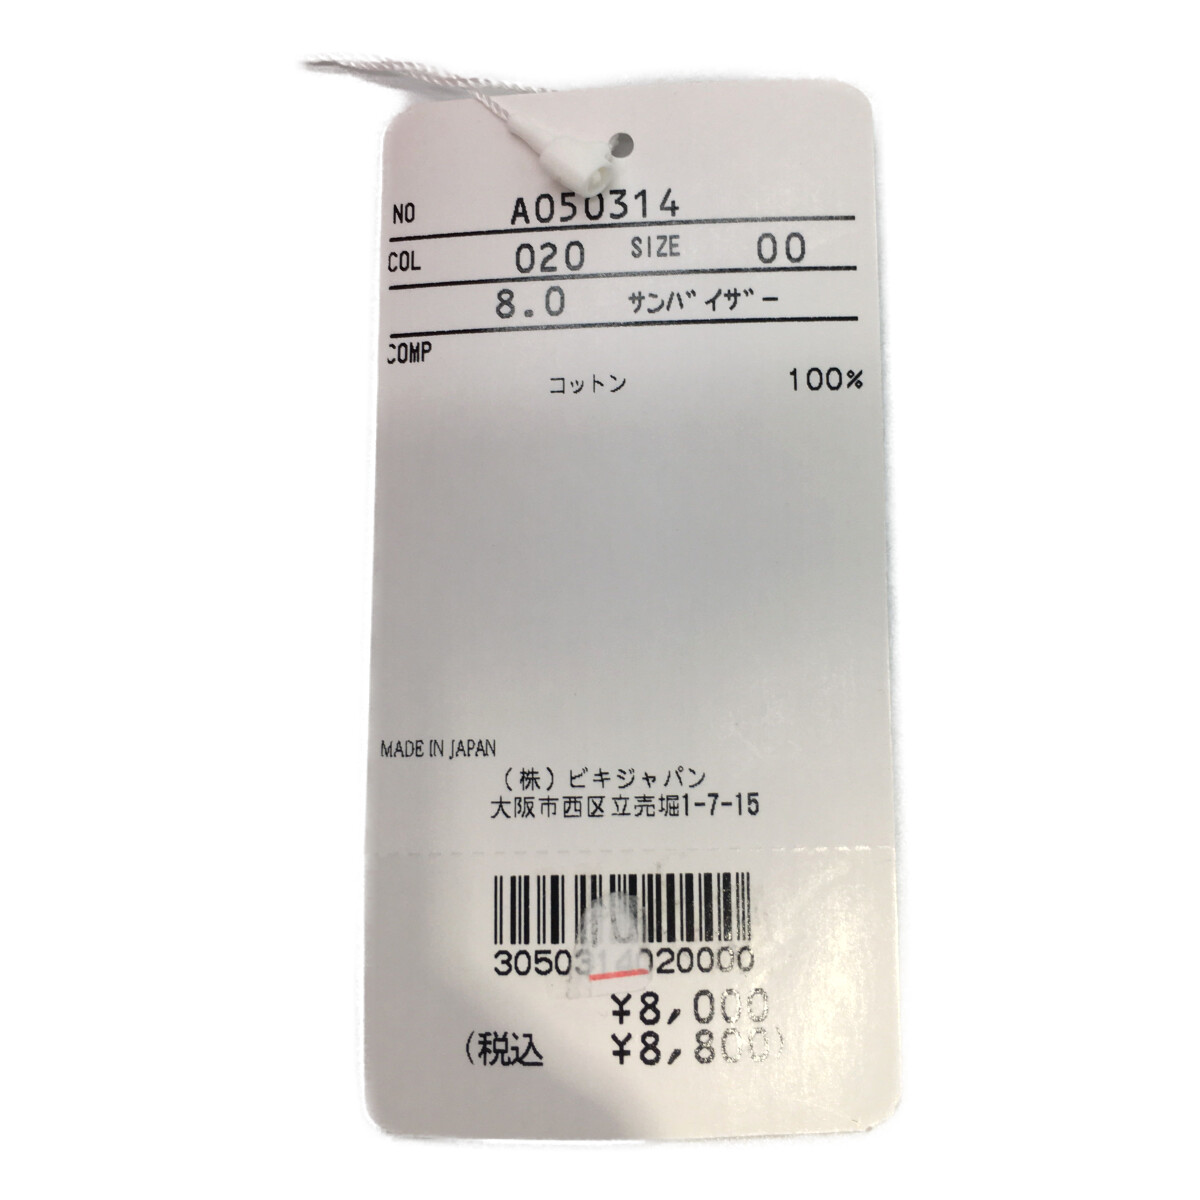 NO A050314
COL 020 SIZE 00
8.0 ｻﾝﾊﾞｲｻﾞｰ
COMP
コットン 100%
MADE IN JAPAN
(株)ビキジャパン
大阪市西区立売堀1-7-15
3050314020000
¥8,000
(税込 ¥8,800)